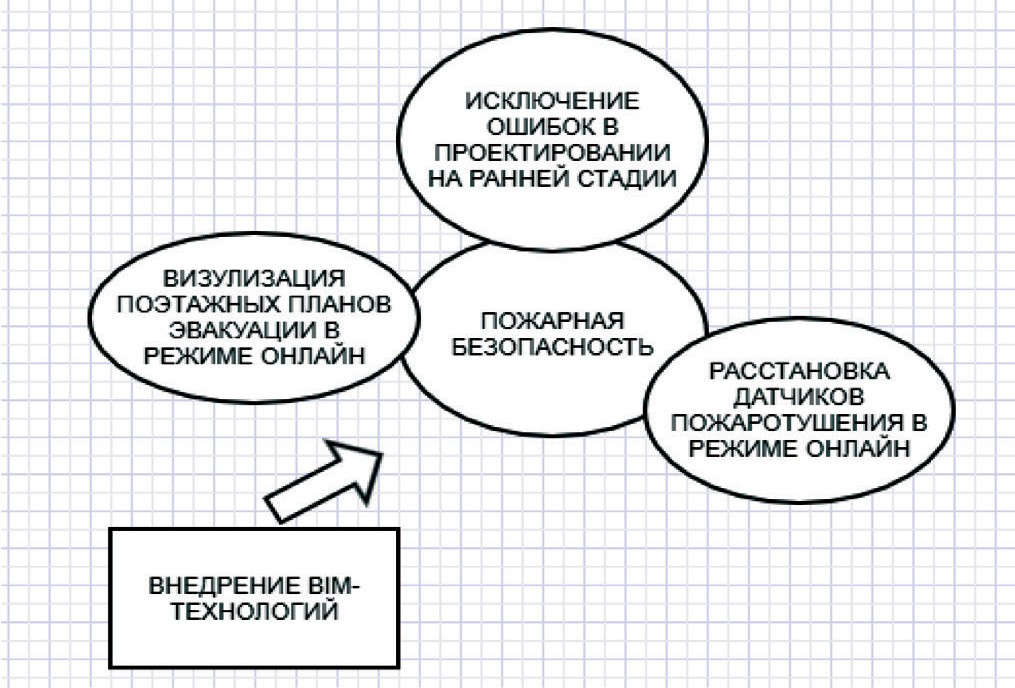 ИСКЛЮЧЕНИЕ
ОШИБОК В
ПРОЕКТИРОВАНИИ
НА РАННЕЙ СТАДИИ
ВИЗУЛИЗАЦИЯ
ПОЭТАЖНЫХ ПЛАНОВ
ЭВАКУАЦИИ В
РЕЖИМЕ ОНЛАЙН
ПОЖАРНАЯ
БЕЗОПАСНОСТЬ
РАССТАНОВКА
ДАТЧИКОВ
ПОЖАРОТУШЕНИЯ В
РЕЖИМЕ ОНЛАЙН
ВНЕДРЕНИЕ BIM-
ТЕХНОЛОГИЙ